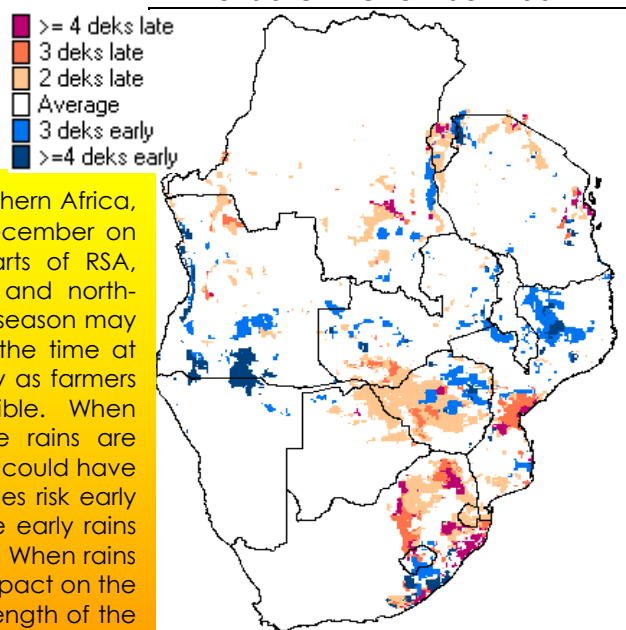 >= 4 deks late
3 deks late
2 deks late
Average
3 deks early
>=4 deks early
hern Africa,
ecember on
arts of RSA,
and north-
season may
the time at
y as farmers
ible. When
e rains are
could have
es risk early
e early rains
When rains
pact on the
ength of the